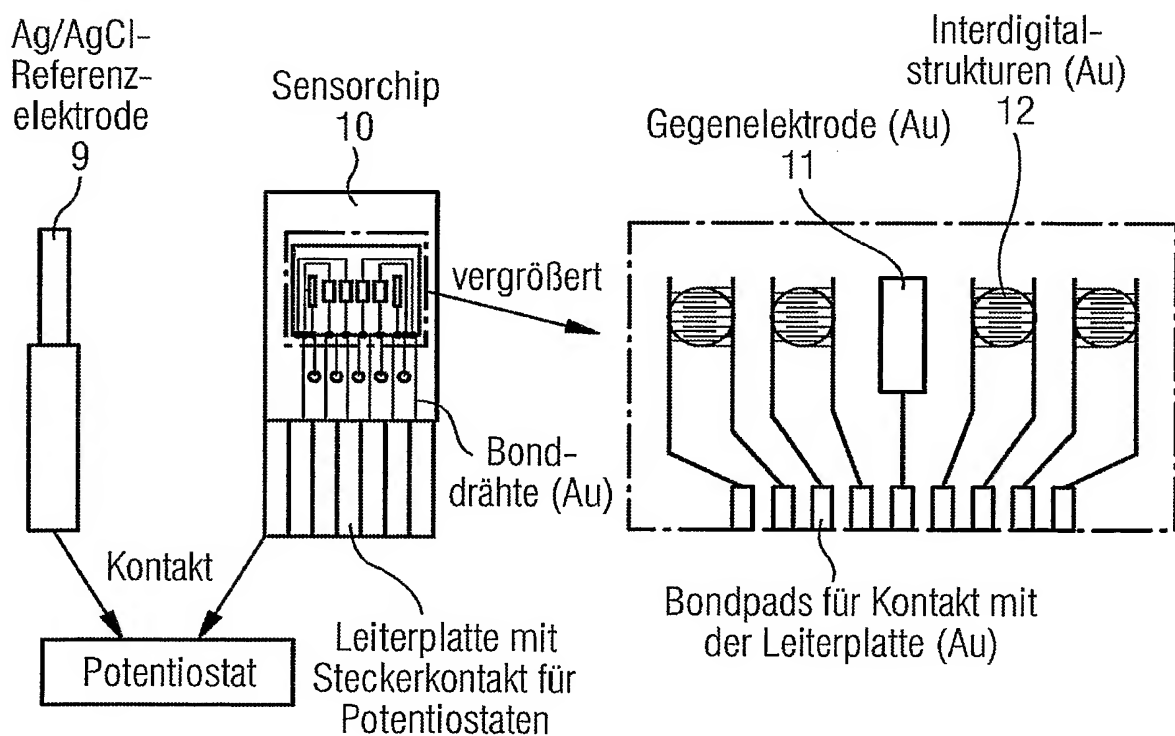 Ag/AgCl-
Referenz-
elektrode
9
Sensorchip
10
Gegenelektrode (Au)
11
Interdigital-
strukturen (Au)
12
vergrößert
Bond-
drähte (Au)
Kontakt
Potentiostat
Leiterplatte mit
Steckerkontakt für
Potentiostaten
Bondpads für Kontakt mit
der Leiterplatte (Au)